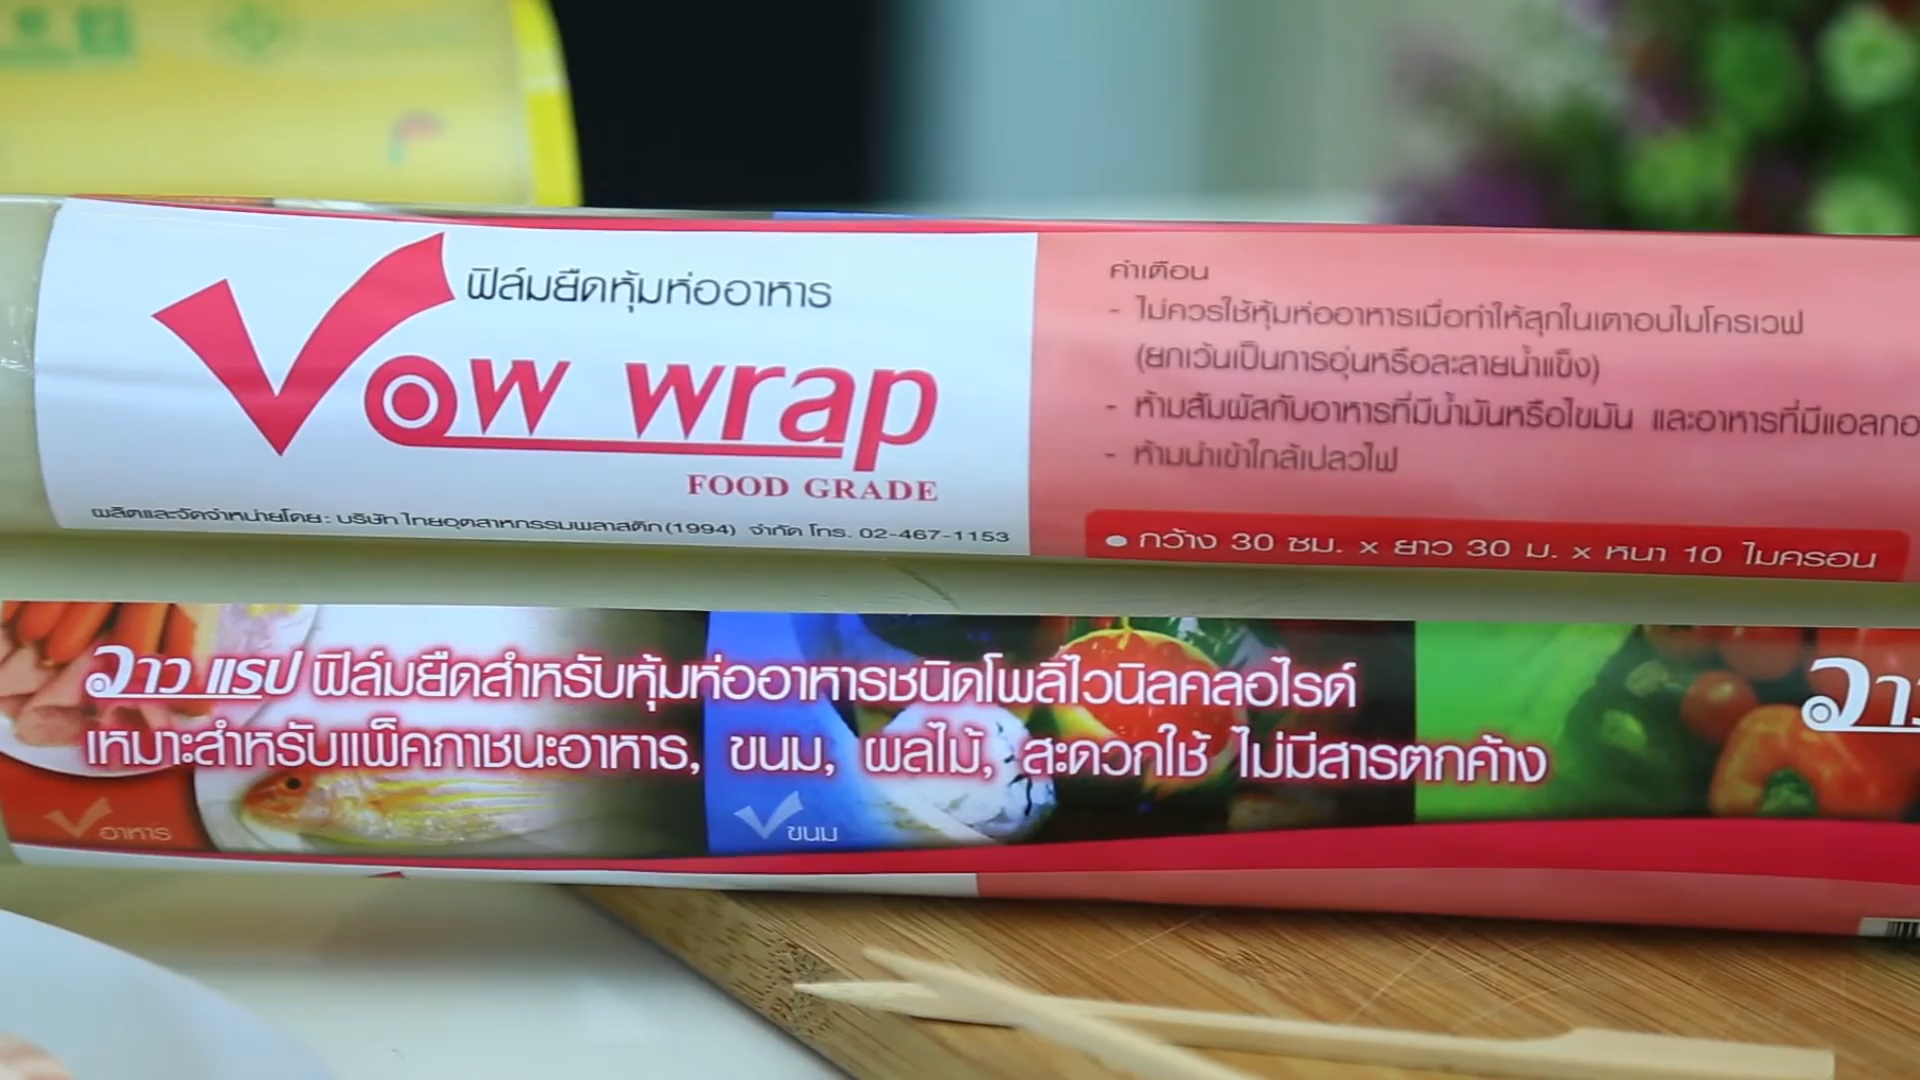 ฟิล์มยืดหุ้มห่ออาหาร
Vow wrap
FOOD GRADE
ผลิตและจัดจำหน่ายโดย: บริษัท ไทยอุตสาหกรรมพลาสติก (1994) จำกัด โทร. 02-467-1153
คำเตือน
- ไม่ควรใช้หุ้มห่ออาหารเมื่อทำให้สุกในเตาอบไมโครเวฟ
(ยกเว้นเป็นการอุ่นหรือละลายน้ำแข็ง)
- ห้ามสัมผัสกับอาหารที่มีน้ำมันหรือไขมัน และอาหารที่มีแอลกอ
- ห้ามนำเข้าใกล้เปลวไฟ
• กว้าง 30 ซม. x ยาว 30 ม. x หนา 10 ไมครอน
วาว แรป ฟิล์มยืดสำหรับหุ้มห่ออาหารชนิดโพลิไวนิลคลอไรด์
เหมาะสำหรับแพ็คภาชนะอาหาร, ขนม, ผลไม้, สะดวกใช้ ไม่มีสารตกค้าง
อาหาร
ขนม
วาว